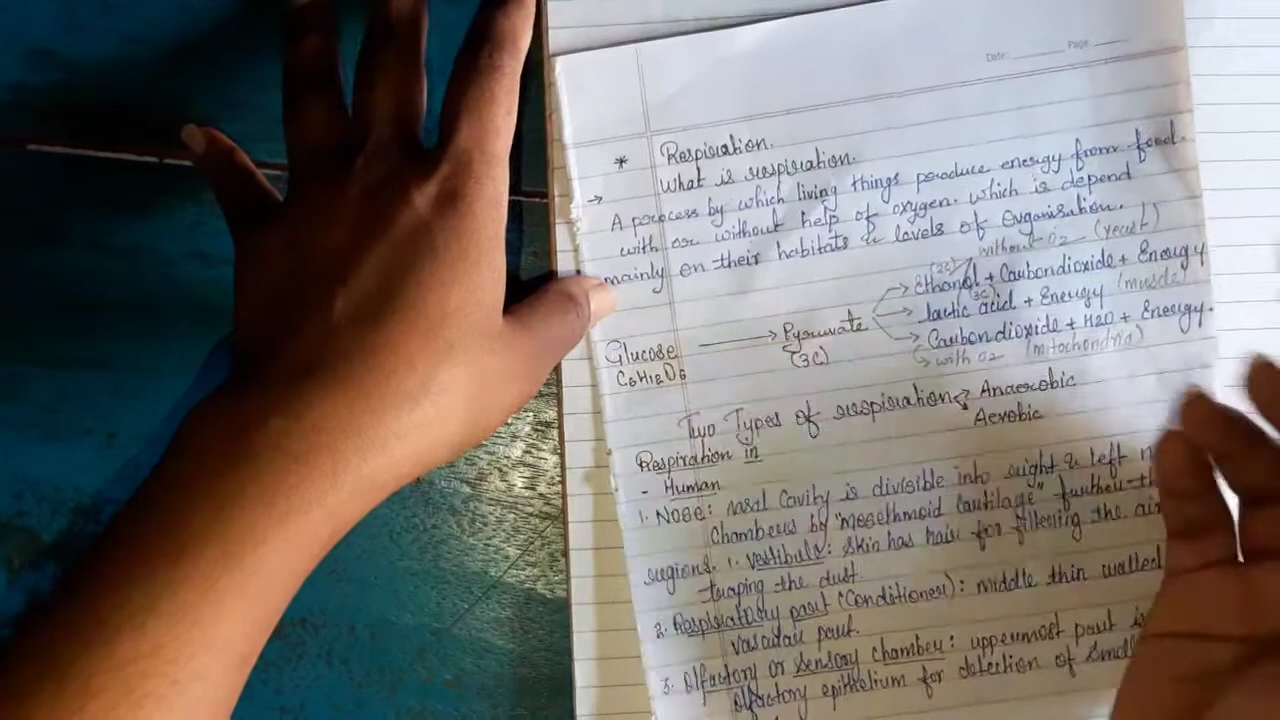 Date: Page
* Respiration.
What is respiration.
→ A process by which living things produce energy from food.
with or without help of oxygen. which is depend
mainly on their habitats & levels of Organisation.
without O2 (yeast)
(2C)
Ethanol + Carbondioxide + Energy
(3C)
Glucose → Pyruvate lactic acid + Energy (muscle)
C6H12O6 (3C) Carbondioxide + H2O + Energy.
with O2 (mitochondria)
Two Types of respiration Anaerobic
Aerobic
Respiration in
- Human
1. Nose: nasal cavity is divisible into right & left
chambers by "mesethmoid cartilage" further
regions. 1. vestibule: Skin has hair for filtering the air
traping the dust.
2. Respiratory part (Conditioner): middle thin walled
vascular part.
3. Olfactory or sensory chamber: uppermost part is
olfactory epithelium for detection of smell